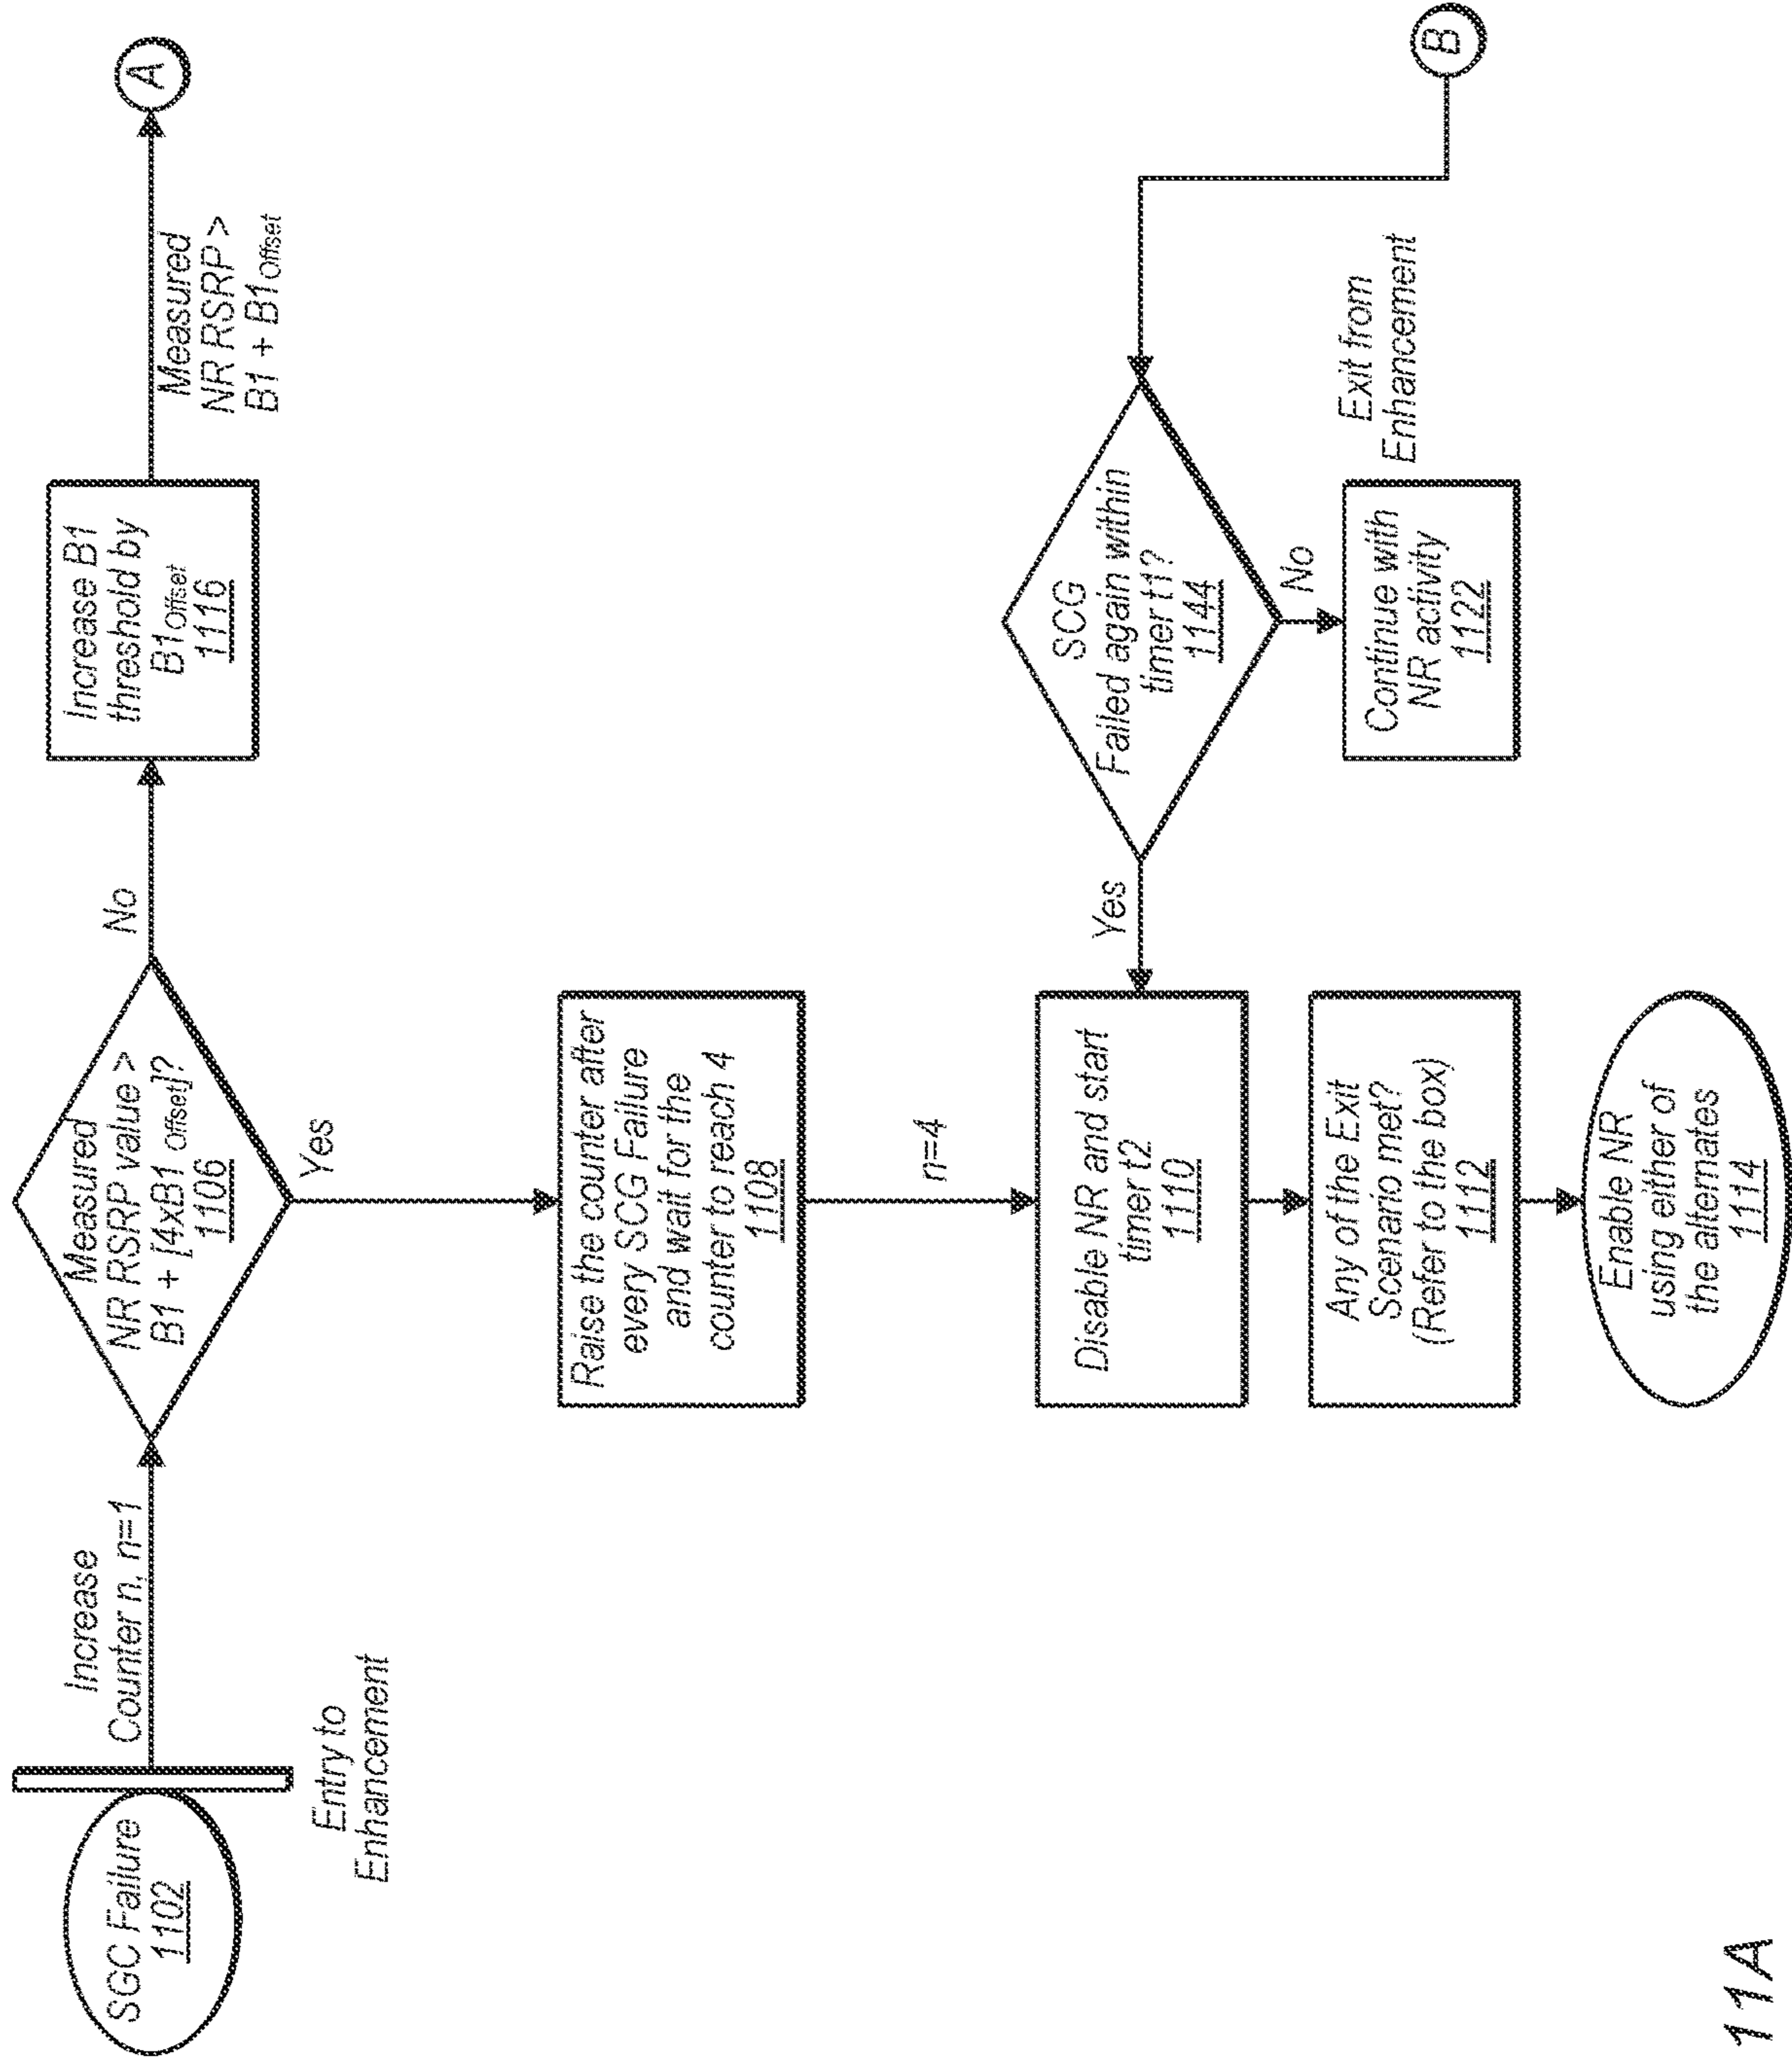 SGC Failure
1102
Entry to
Enhancement
Increase
Counter n, n=1
Measured
NR RSRP value >
B1 + [4xB1 Offset]?
1106
No
Increase B1
threshold by
B1Offset
1116
Measured
NR RSRP >
B1 + B1Offset
A
Yes
Raise the counter after
every SCG Failure
and wait for the
counter to reach 4
1108
n=4
Disable NR and start
timer t2
1110
Any of the Exit
Scenario met?
(Refer to the box)
1112
Enable NR
using either of
the alternates
1114
Yes
SCG
Failed again within
timer t1?
1144
No
Continue with
NR activity
1122
Exit from
Enhancement
B
11A